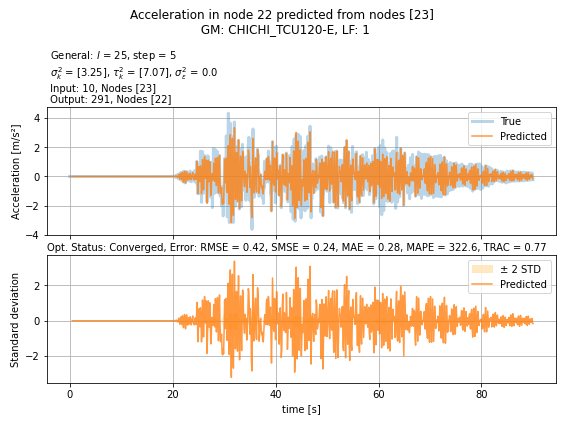 Acceleration in node 22 predicted from nodes [23]
GM: CHICHI_TCU120-E, LF: 1
General: l = 25, step = 5
σ²ₖ = [3.25], τ²ₖ = [7.07], σ²ε = 0.0
Input: 10, Nodes [23]
Output: 291, Nodes [22]
Acceleration [m/s²]
4
2
0
−2
−4
True
Predicted
Opt. Status: Converged, Error: RMSE = 0.42, SMSE = 0.24, MAE = 0.28, MAPE = 322.6, TRAC = 0.77
Standard deviation
2
0
−2
± 2 STD
Predicted
0
20
40
60
80
time [s]